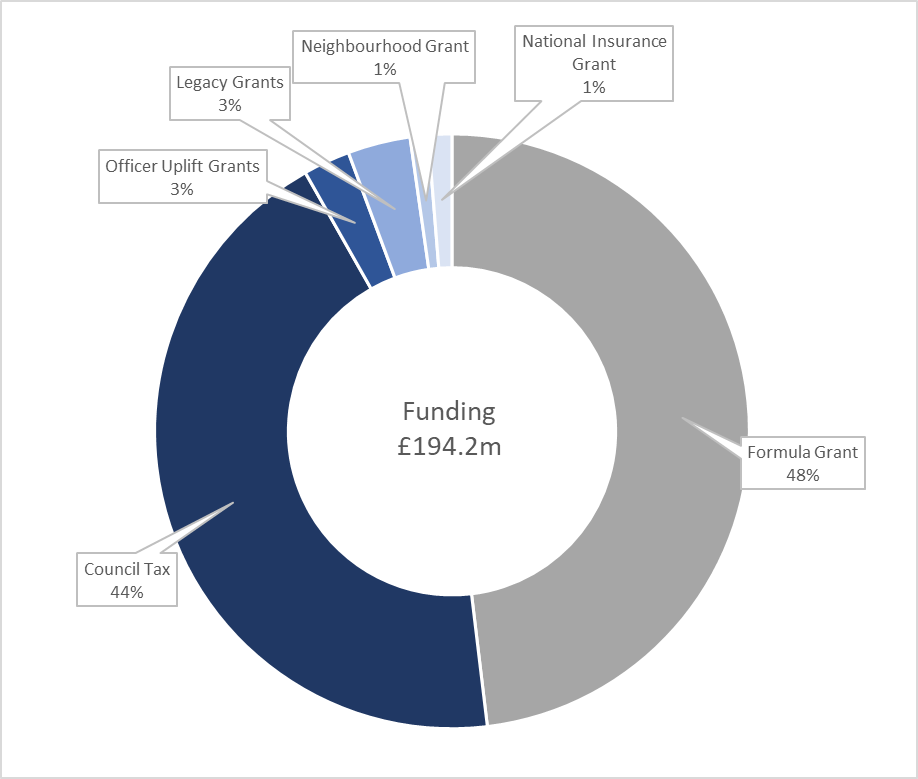 Neighbourhood Grant
1%
National Insurance
Grant
1%
Legacy Grants
3%
Officer Uplift Grants
3%
Funding
£194.2m
Formula Grant
48%
Council Tax
44%